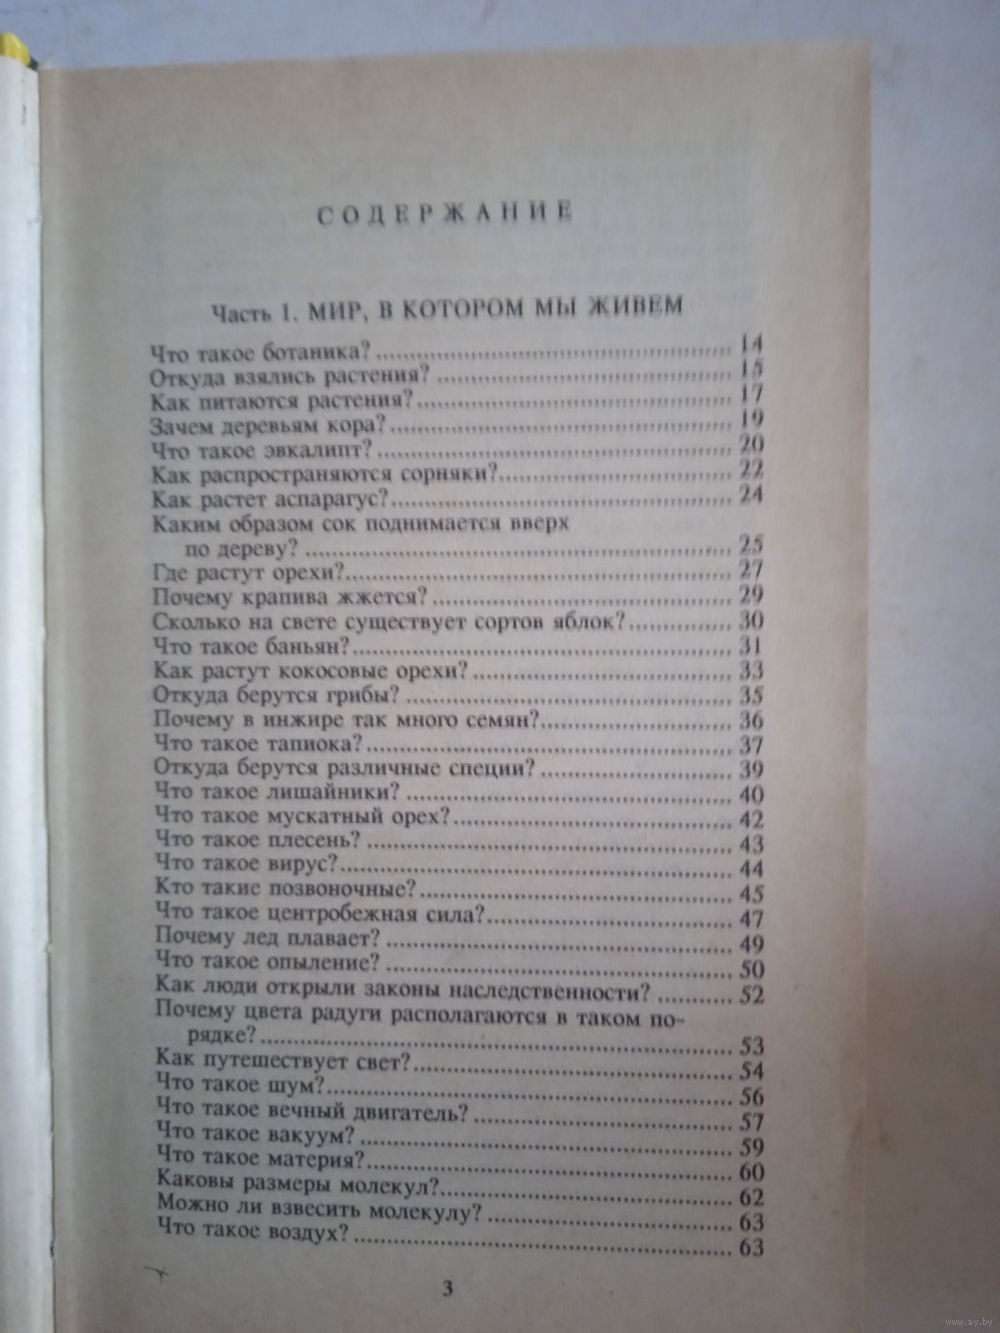 СОДЕРЖАНИЕ
Часть 1. МИР, В КОТОРОМ МЫ ЖИВЕМ
Что такое ботаника? ........ 14
Откуда взялись растения? ........ 15
Как питаются растения? ........ 17
Зачем деревьям кора? ........ 19
Что такое эвкалипт? ........ 20
Как распространяются сорняки? ........ 22
Как растет аспарагус? ........ 24
Каким образом сок поднимается вверх
по дереву? ........ 25
Где растут орехи? ........ 27
Почему крапива жжется? ........ 29
Сколько на свете существует сортов яблок? ........ 30
Что такое баньян? ........ 31
Как растут кокосовые орехи? ........ 33
Откуда берутся грибы? ........ 35
Почему в инжире так много семян? ........ 36
Что такое тапиока? ........ 37
Откуда берутся различные специи? ........ 39
Что такое лишайники? ........ 40
Что такое мускатный орех? ........ 42
Что такое плесень? ........ 43
Что такое вирус? ........ 44
Кто такие позвоночные? ........ 45
Что такое центробежная сила? ........ 47
Почему лед плавает? ........ 49
Что такое опыление? ........ 50
Как люди открыли законы наследственности? ........ 52
Почему цвета радуги располагаются в таком по-
рядке? ........ 53
Как путешествует свет? ........ 54
Что такое шум? ........ 56
Что такое вечный двигатель? ........ 57
Что такое вакуум? ........ 59
Что такое материя? ........ 60
Каковы размеры молекул? ........ 62
Можно ли взвесить молекулу? ........ 63
Что такое воздух? ........ 63
3
www.ay.by